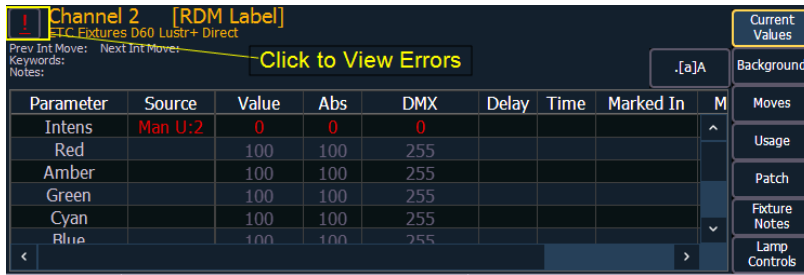 ! Channel 2 [RDM Label]
ETC Fixtures D60 Lustr+ Direct
Prev Int Move: Next Int Move:
Keywords:
Notes:
Click to View Errors
.[a]A
Parameter Source Value Abs DMX Delay Time Marked In M
Intens Man U:2 0 0 0
Red 100 100 255
Amber 100 100 255
Green 100 100 255
Cyan 100 100 255
Blue 100 100 255
Current
Values
Background
Moves
Usage
Patch
Fixture
Notes
Lamp
Controls